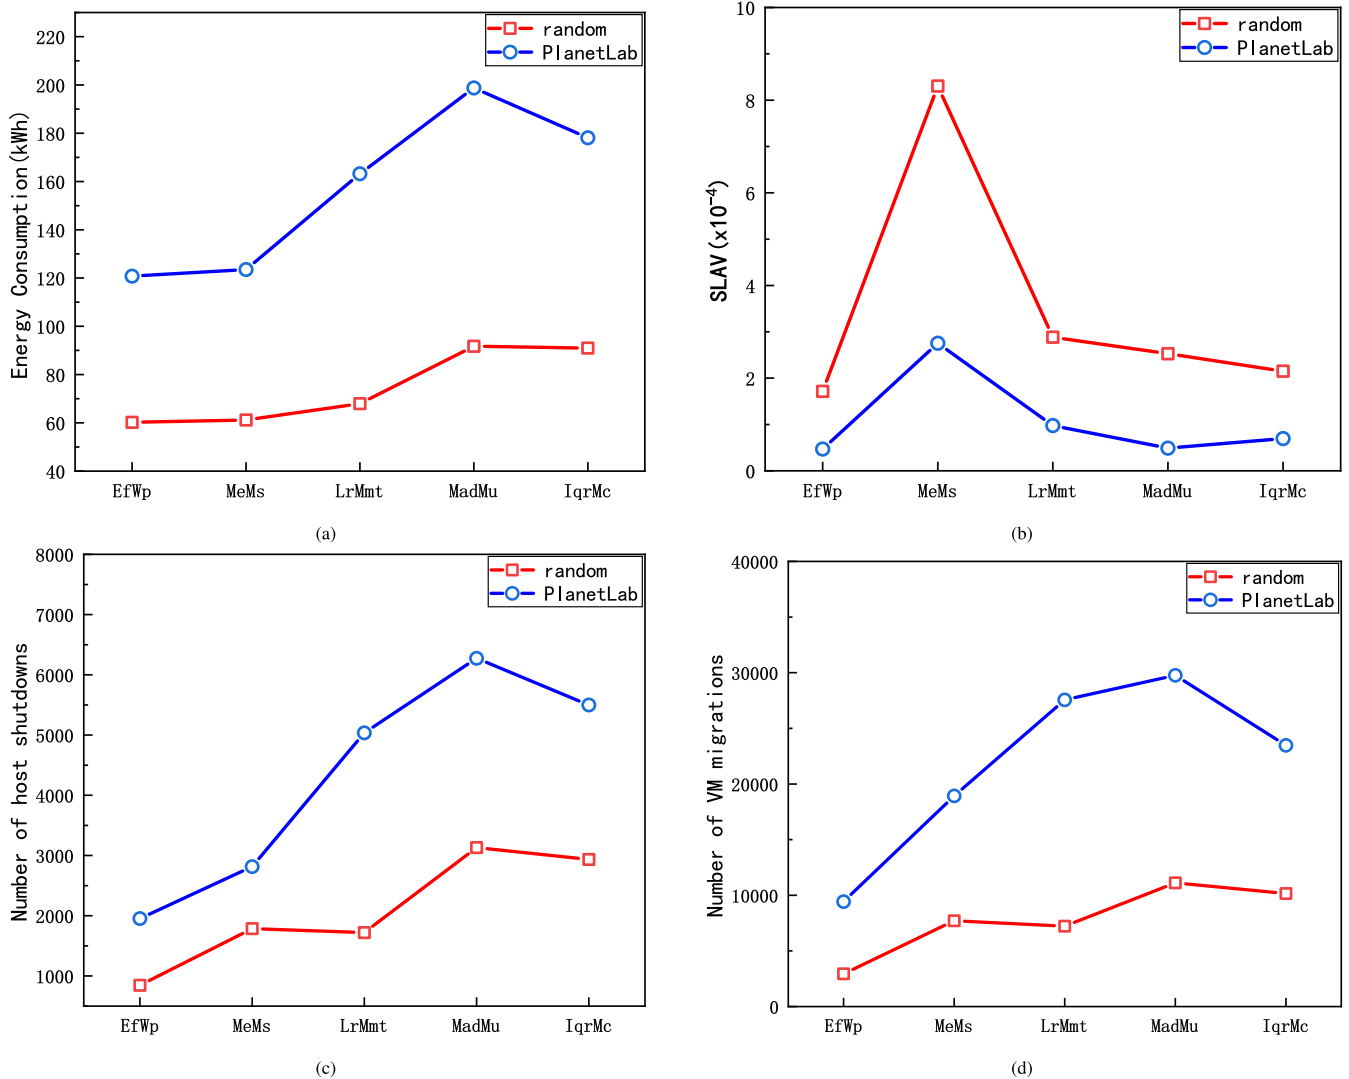 random
PlanetLab
Energy Consumption(kWh)
220
200
180
160
140
120
100
80
60
40
EfWp MeMs LrMmt MadMu IqrMc
(a)
random
PlanetLab
SLAV(x10⁻⁴)
10
8
6
4
2
0
EfWp MeMs LrMmt MadMu IqrMc
(b)
random
PlanetLab
Number of host shutdowns
8000
7000
6000
5000
4000
3000
2000
1000
EfWp MeMs LrMmt MadMu IqrMc
(c)
random
PlanetLab
Number of VM migrations
40000
30000
20000
10000
0
EfWp MeMs LrMmt MadMu IqrMc
(d)